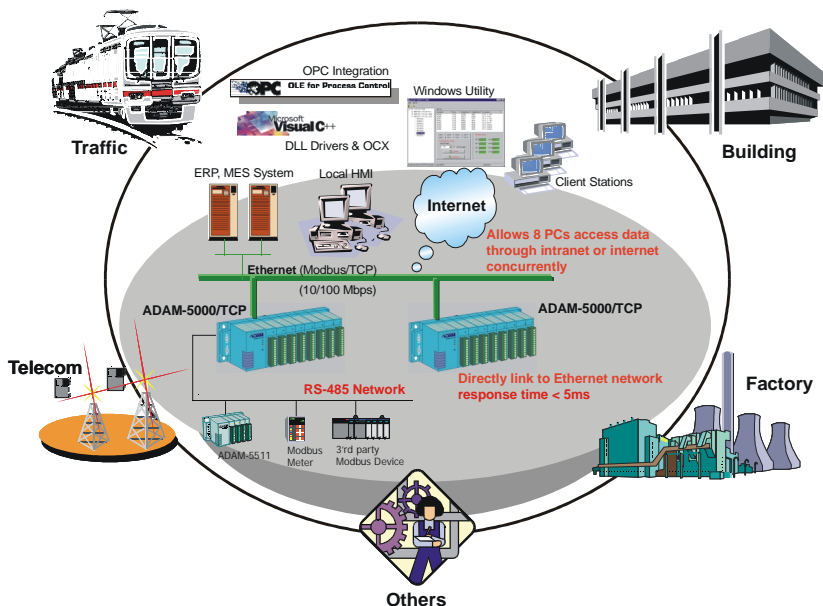 OPC Integration
OPC OLE for Process Control
Windows Utility
Microsoft
Visual C++
DLL Drivers & OCX
Traffic
Building
ERP, MES System
Local HMI
Client Stations
Internet
Allows 8 PCs access data
through intranet or internet
concurrently
Ethernet (Modbus/TCP)
(10/100 Mbps)
ADAM-5000/TCP
ADAM-5000/TCP
Telecom
RS-485 Network
Directly link to Ethernet network
response time < 5ms
Factory
ADAM-5511
Modbus
Meter
3'rd party
Modbus Device
Others